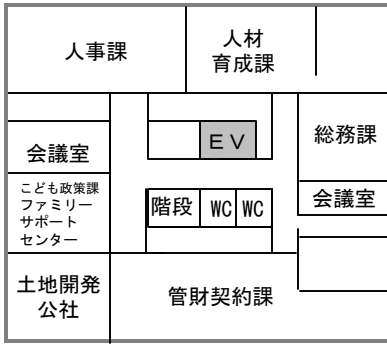 人事課
人材
育成課
会議室
ＥＶ
総務課
こども政策課
ファミリー
サポート
センター
階段
WC
WC
会議室
土地開発
公社
管財契約課